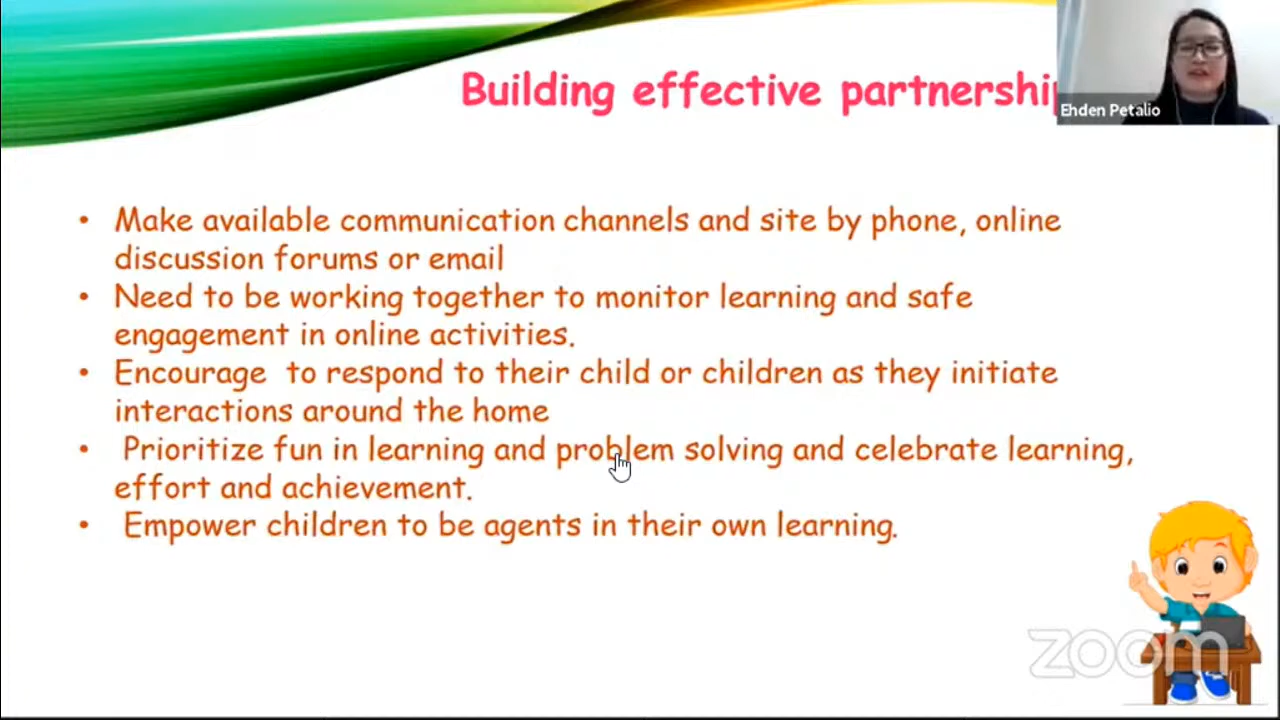 Building effective partnership
Ehden Petalio
• Make available communication channels and site by phone, online
discussion forums or email
• Need to be working together to monitor learning and safe
engagement in online activities.
• Encourage to respond to their child or children as they initiate
interactions around the home
• Prioritize fun in learning and problem solving and celebrate learning,
effort and achievement.
• Empower children to be agents in their own learning.
zoom